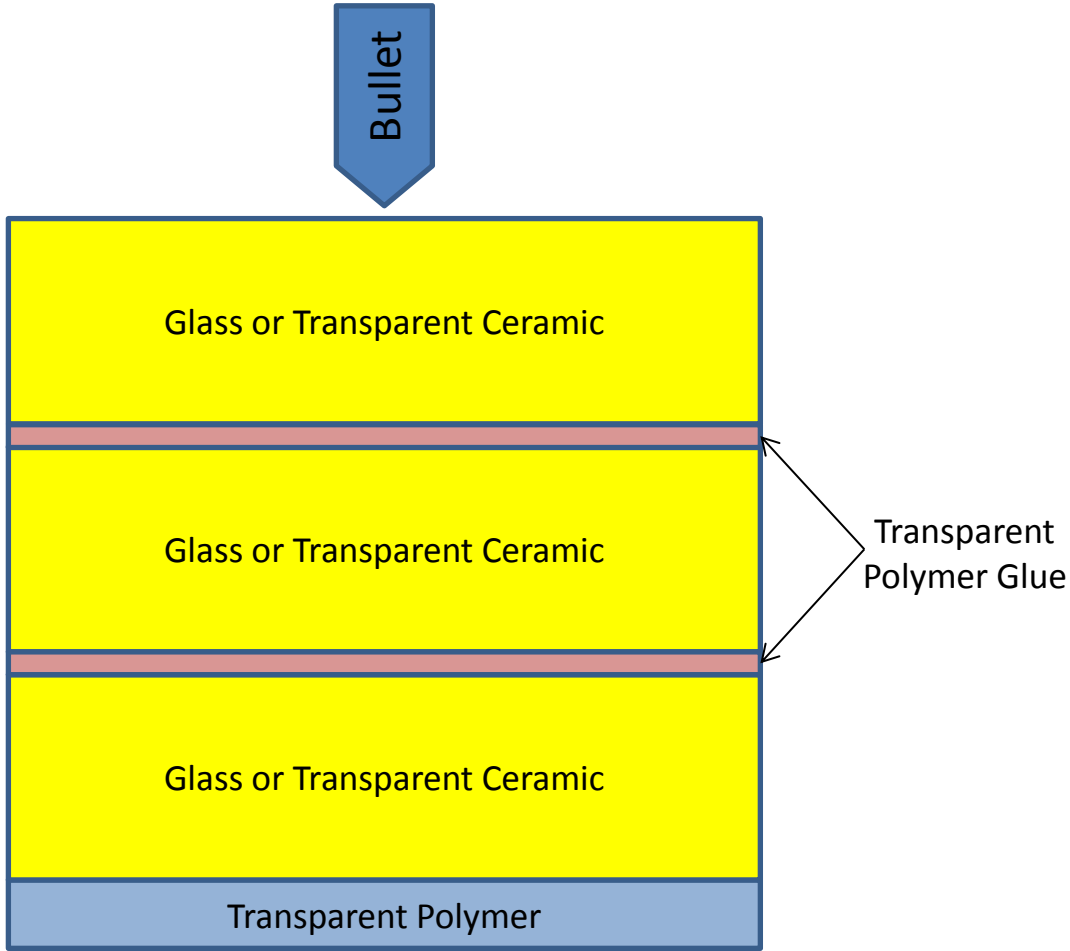 Bullet
Glass or Transparent Ceramic
Glass or Transparent Ceramic
Transparent
Polymer Glue
Glass or Transparent Ceramic
Transparent Polymer